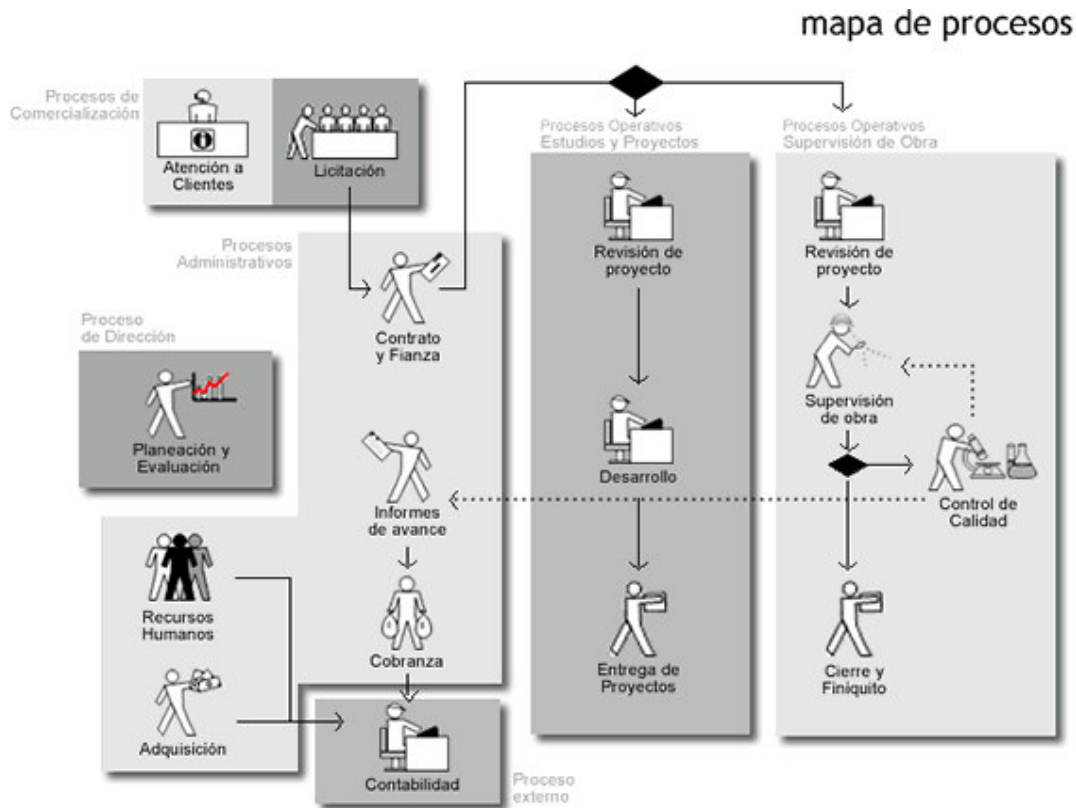 mapa de procesos
Procesos de
Comercialización
Atención a
Clientes
Licitación
Procesos
Administrativos
Contrato
y Fianza
Proceso
de Dirección
Planeación y
Evaluación
Informes
de avance
Recursos
Humanos
Cobranza
Adquisición
Contabilidad
Proceso
externo
Procesos Operativos
Estudios y Proyectos
Revisión de
proyecto
Desarrollo
Entrega de
Proyectos
Procesos Operativos
Supervisión de Obra
Revisión de
proyecto
Supervisión
de obra
Control de
Calidad
Cierre y
Finiquito